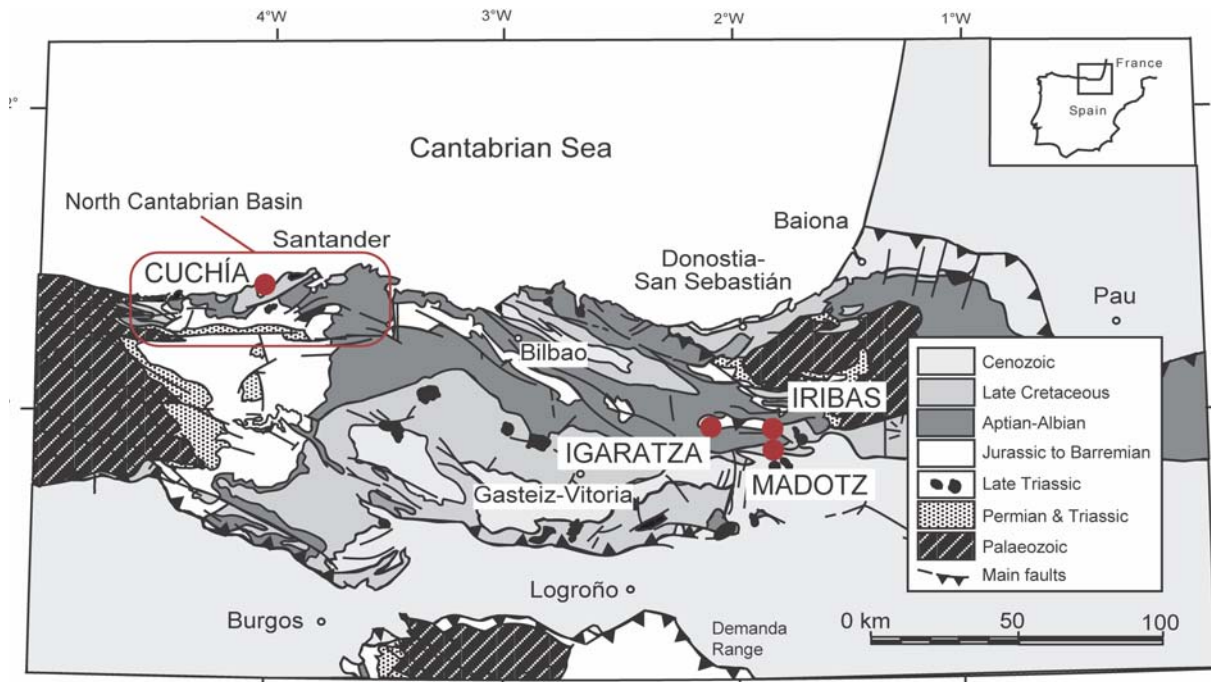 4°W
3°W
2°W
1°W
France
Spain
2°
Cantabrian Sea
North Cantabrian Basin
Santander
CUCHÍA
Baiona
Donostia-
San Sebastián
Pau
Bilbao
IRIBAS
IGARATZA
MADOTZ
Gasteiz-Vitoria
Logroño
Burgos
Demanda
Range
Cenozoic
Late Cretaceous
Aptian-Albian
Jurassic to Barremian
Late Triassic
Permian & Triassic
Palaeozoic
Main faults
0 km
50
100